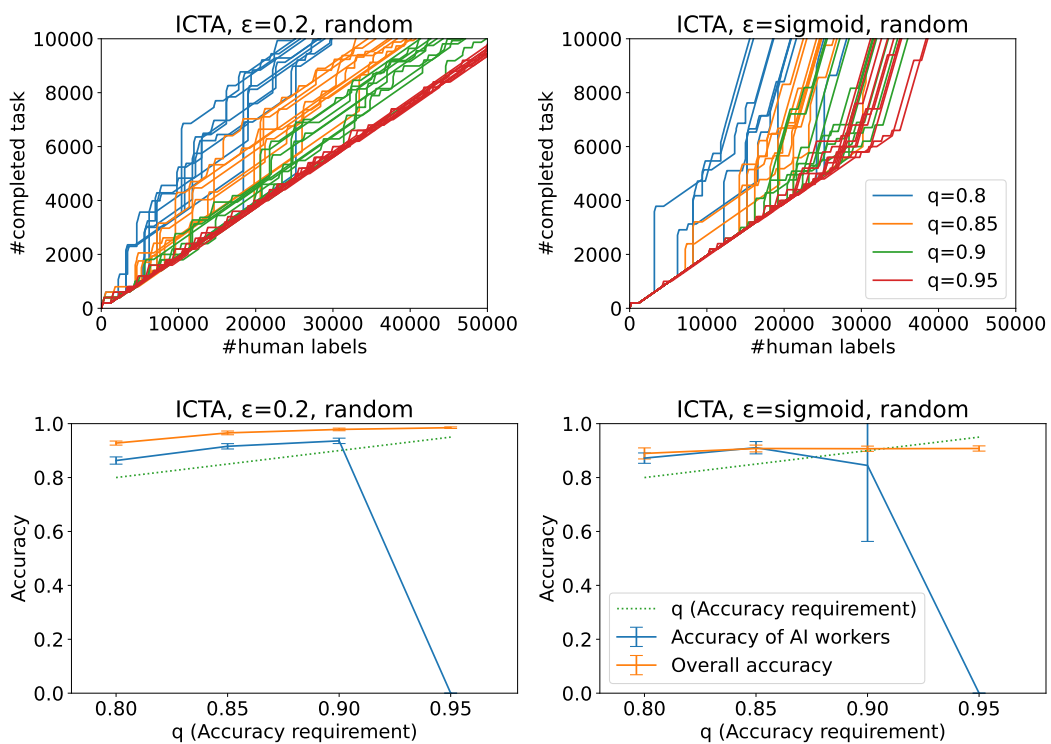 ICTA, ε=0.2, random
10000
8000
6000
4000
2000
0
#completed task
0 10000 20000 30000 40000 50000
#human labels
ICTA, ε=sigmoid, random
10000
8000
6000
4000
2000
0
#completed task
q=0.8
q=0.85
q=0.9
q=0.95
0 10000 20000 30000 40000 50000
#human labels
ICTA, ε=0.2, random
1.0
0.8
0.6
0.4
0.2
0.0
Accuracy
0.80 0.85 0.90 0.95
q (Accuracy requirement)
ICTA, ε=sigmoid, random
1.0
0.8
0.6
0.4
0.2
0.0
Accuracy
q (Accuracy requirement)
Accuracy of AI workers
Overall accuracy
0.80 0.85 0.90 0.95
q (Accuracy requirement)